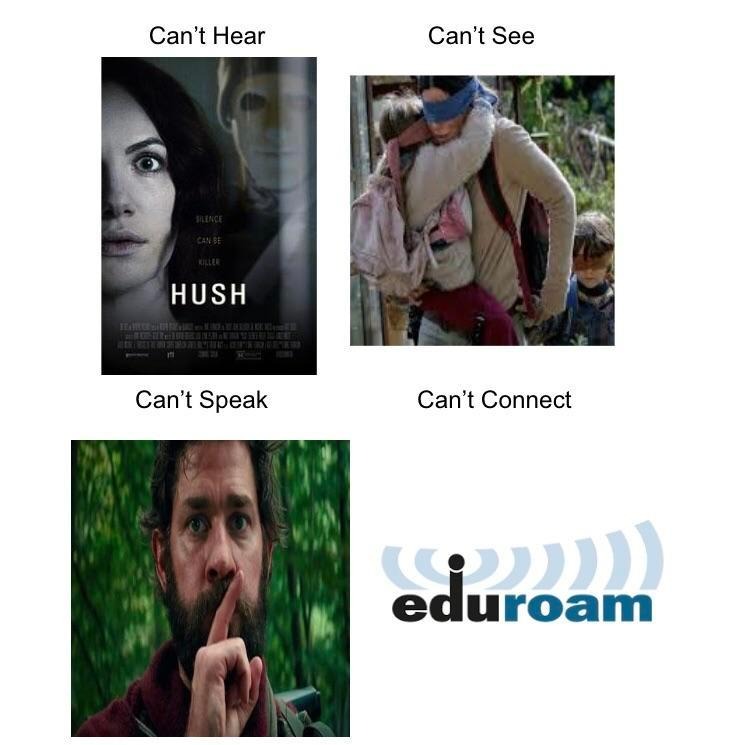 Can't Hear
Can't See
SILENCE
CAN BE
KILLER
HUSH
Can't Speak
Can't Connect
eduroam